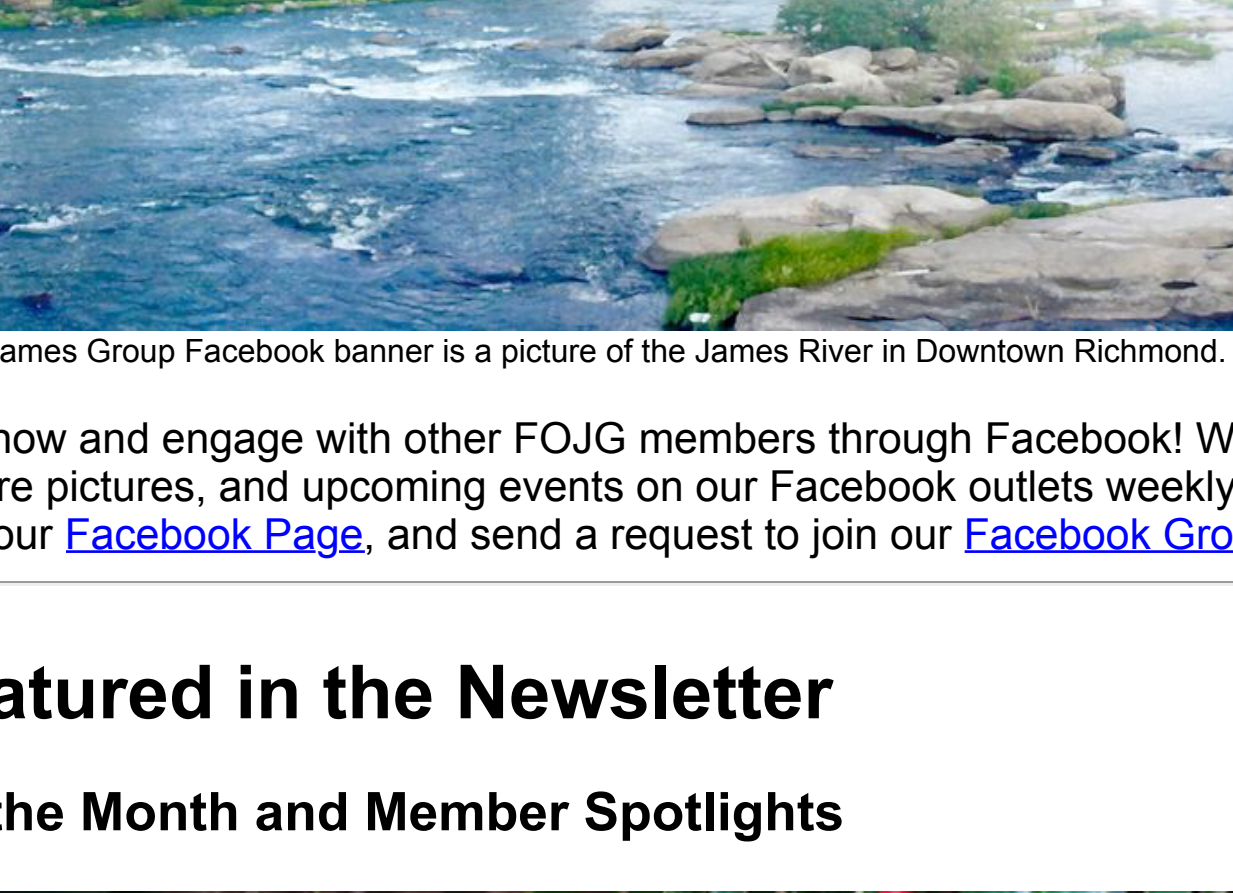 ames Group Facebook banner is a picture of the James River in Downtown Richmond.
now and engage with other FOJG members through Facebook! W
re pictures, and upcoming events on our Facebook outlets weekly
our Facebook Page, and send a request to join our Facebook Gro
atured in the Newsletter
the Month and Member Spotlights